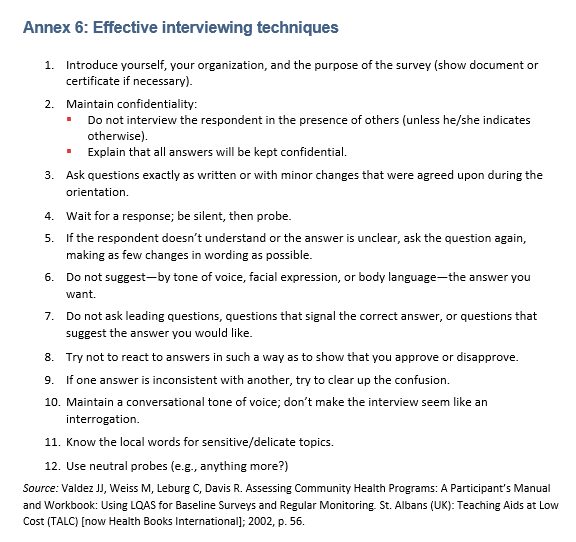 Annex 6: Effective interviewing techniques
1. Introduce yourself, your organization, and the purpose of the survey (show document or
certificate if necessary).
2. Maintain confidentiality:
▪ Do not interview the respondent in the presence of others (unless he/she indicates
otherwise).
▪ Explain that all answers will be kept confidential.
3. Ask questions exactly as written or with minor changes that were agreed upon during the
orientation.
4. Wait for a response; be silent, then probe.
5. If the respondent doesn't understand or the answer is unclear, ask the question again,
making as few changes in wording as possible.
6. Do not suggest—by tone of voice, facial expression, or body language—the answer you
want.
7. Do not ask leading questions, questions that signal the correct answer, or questions that
suggest the answer you would like.
8. Try not to react to answers in such a way as to show that you approve or disapprove.
9. If one answer is inconsistent with another, try to clear up the confusion.
10. Maintain a conversational tone of voice; don't make the interview seem like an
interrogation.
11. Know the local words for sensitive/delicate topics.
12. Use neutral probes (e.g., anything more?)
Source: Valdez JJ, Weiss M, Leburg C, Davis R. Assessing Community Health Programs: A Participant's Manual
and Workbook: Using LQAS for Baseline Surveys and Regular Monitoring. St. Albans (UK): Teaching Aids at Low
Cost (TALC) [now Health Books International]; 2002, p. 56.